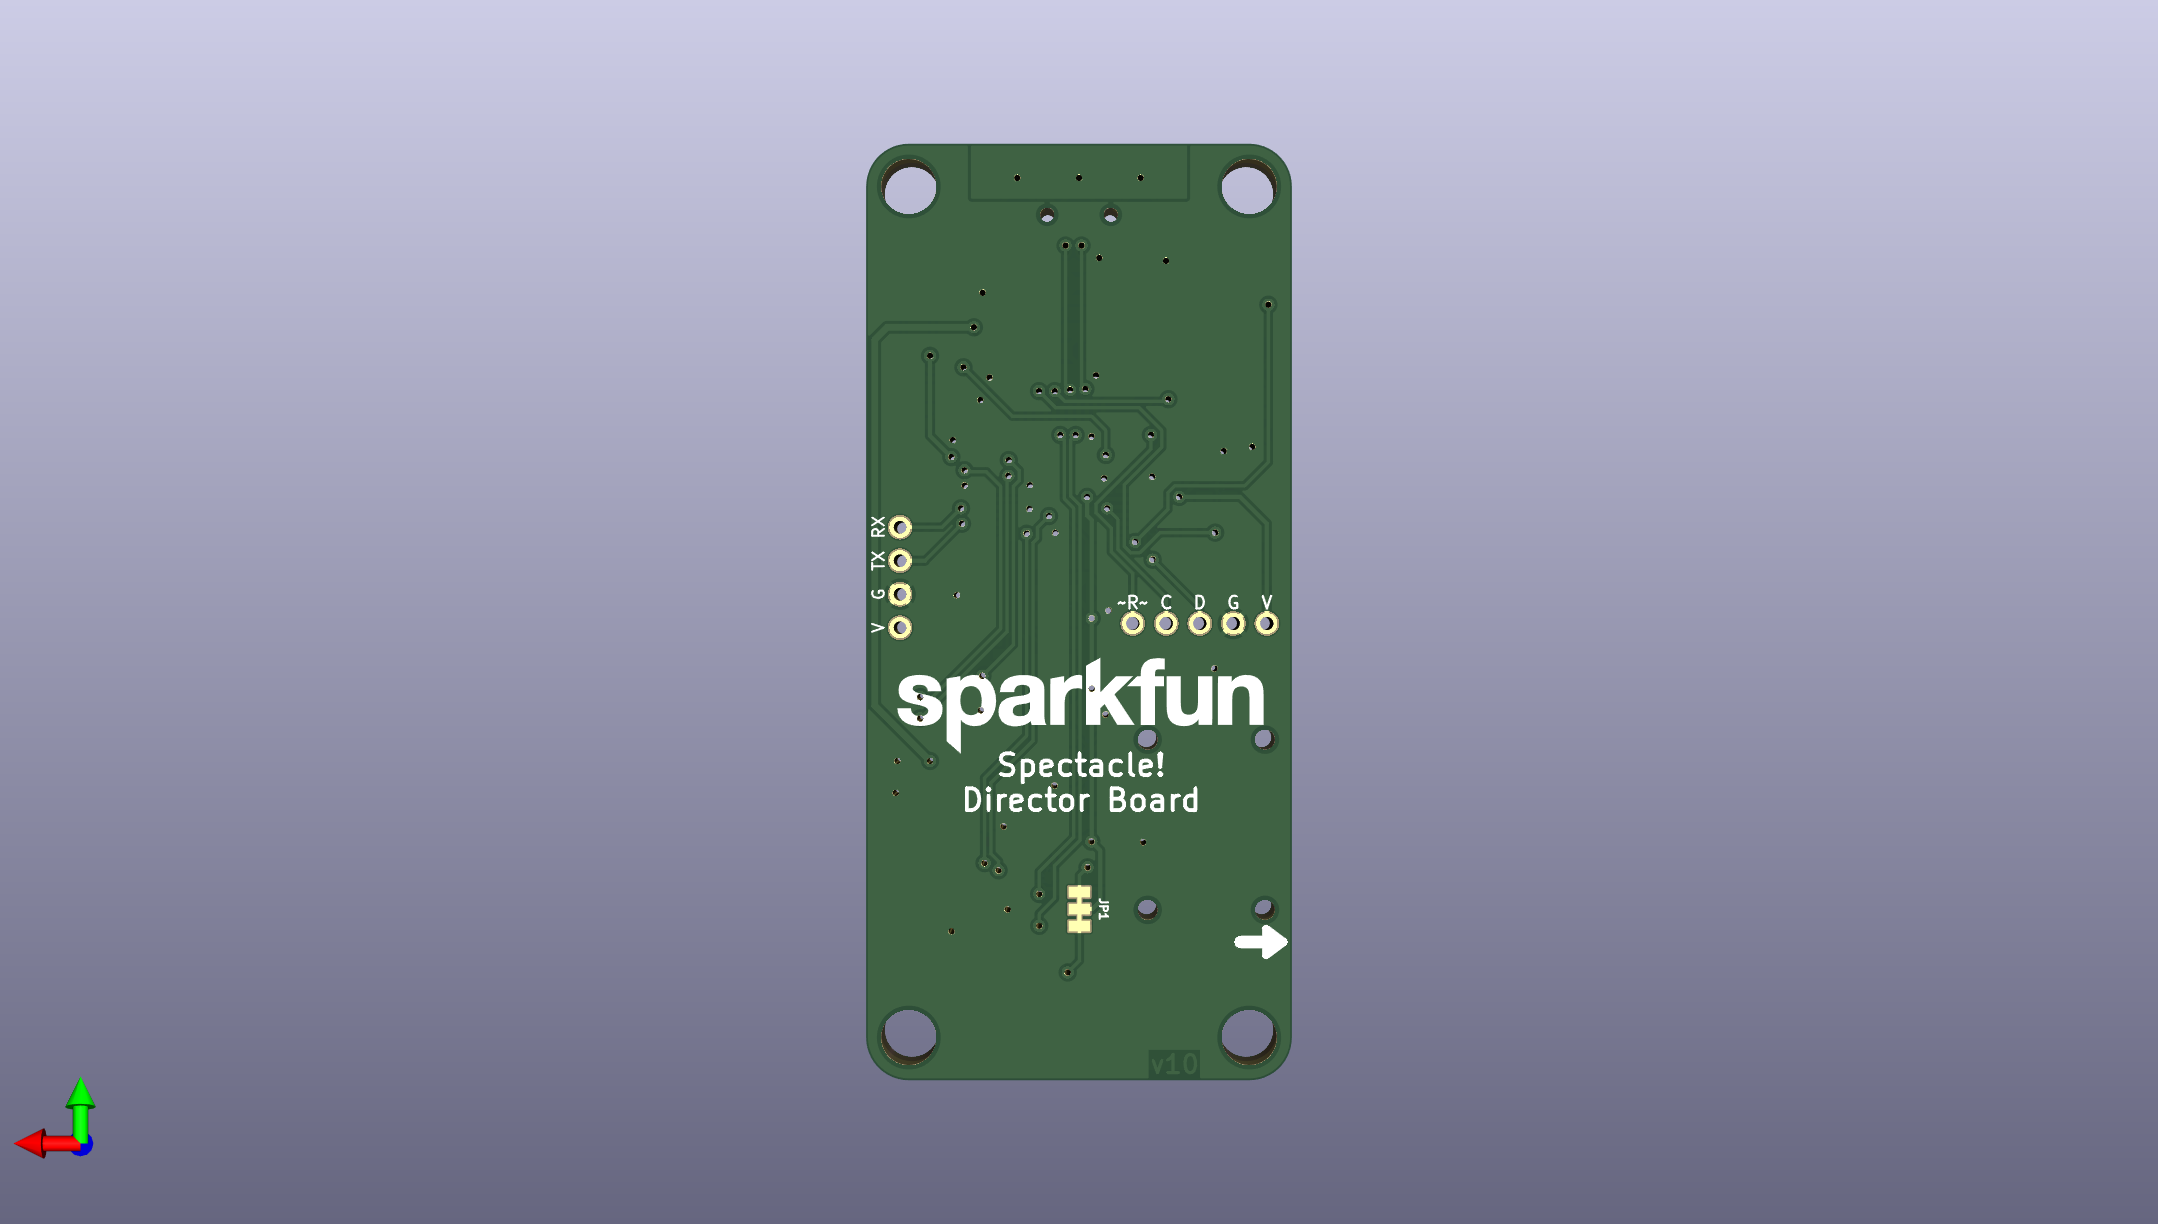 RX
TX
G
V
~R~ C D G V
sparkfun
Spectacle!
Director Board
JP1
v10